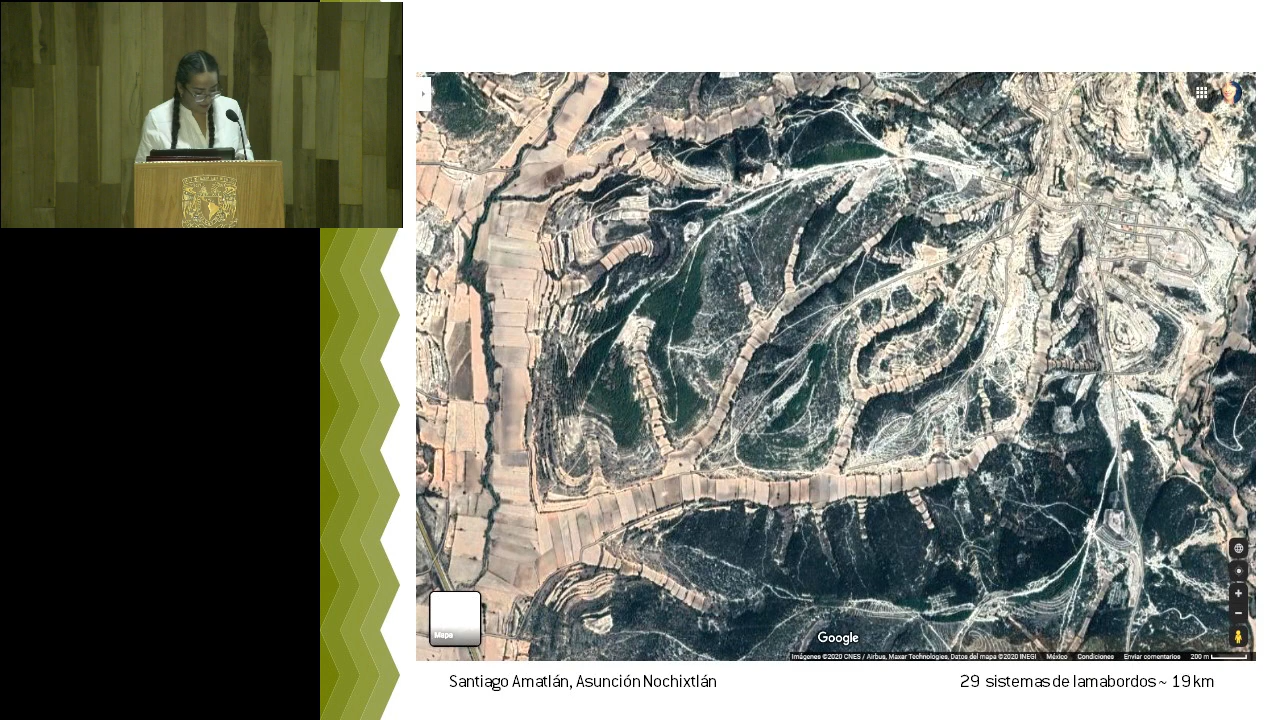 Mapa
Google
Imágenes ©2020 CNES / Airbus, Maxar Technologies, Datos del mapa ©2020 INEGI México Condiciones Enviar comentarios 200 m
Santiago Amatlán, Asunción Nochixtlán
29 sistemas de lamabordos ~ 19 km